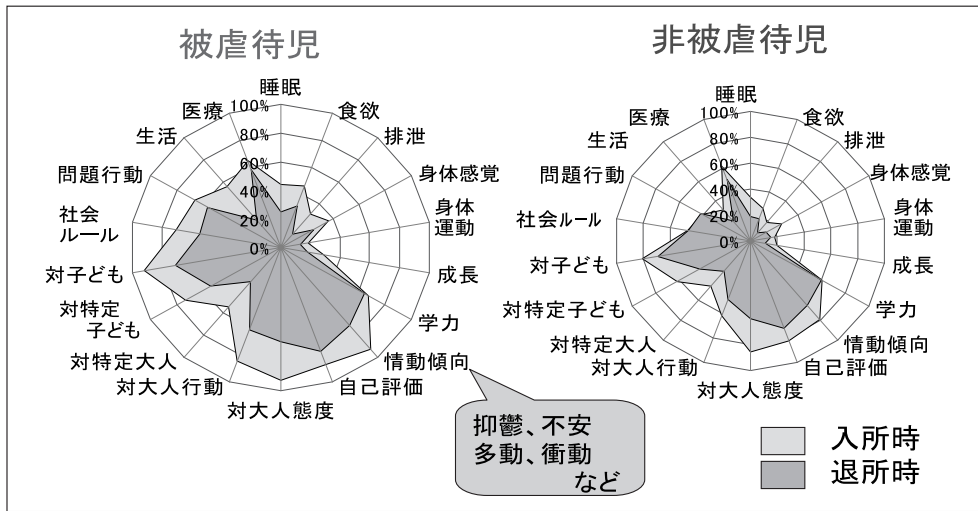 被虐待児
睡眠
食欲
排泄
身体感覚
身体
運動
成長
学力
情動傾向
自己評価
対大人態度
対大人行動
対特定大人
対特定
子ども
対子ども
社会
ルール
問題行動
生活
医療
100%
80%
60%
40%
20%
0%
非被虐待児
睡眠
食欲
排泄
身体感覚
身体
運動
成長
学力
情動傾向
自己評価
対大人態度
対大人行動
対特定大人
対特定子ども
対子ども
社会ルール
問題行動
生活
医療
100%
80%
60%
40%
20%
0%
抑鬱、不安
多動、衝動
など
入所時
退所時